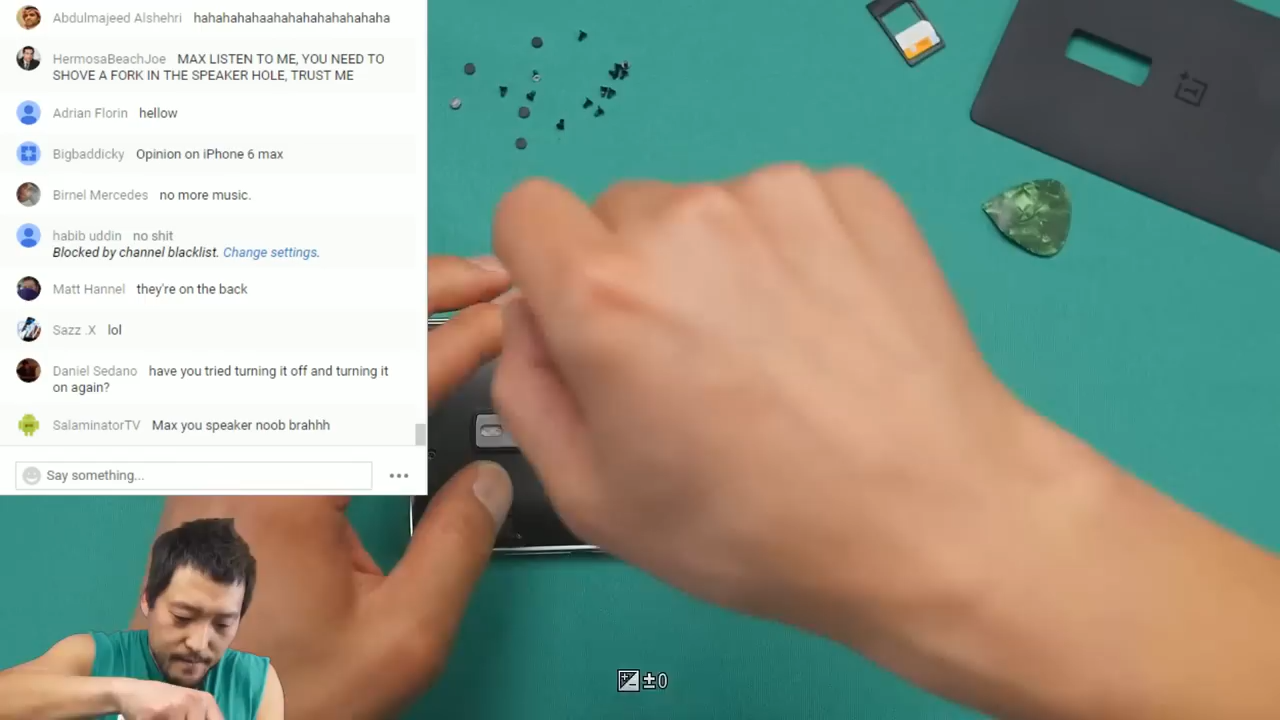 Abdulmajeed Alshehri hahahahahaahahahahahahahaha
HermosaBeachJoe MAX LISTEN TO ME, YOU NEED TO
SHOVE A FORK IN THE SPEAKER HOLE, TRUST ME
Adrian Florin hellow
Bigbaddicky Opinion on iPhone 6 max
Birnel Mercedes no more music.
habib uddin no shit
Blocked by channel blacklist. Change settings.
Matt Hannel they're on the back
Sazz .X lol
Daniel Sedano have you tried turning it off and turning it
on again?
SalaminatorTV Max you speaker noob brahhh
Say something...
±0